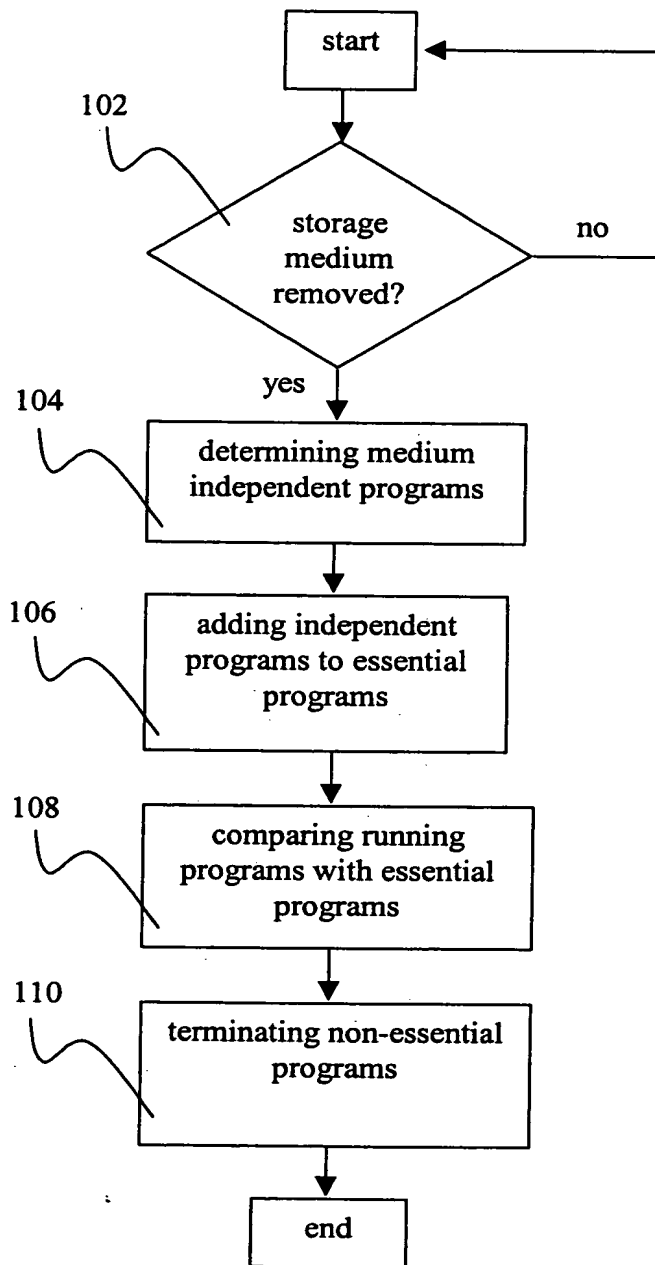 start
102
storage
medium
removed?
no
yes
104
determining medium
independent programs
106
adding independent
programs to essential
programs
108
comparing running
programs with essential
programs
110
terminating non-essential
programs
end